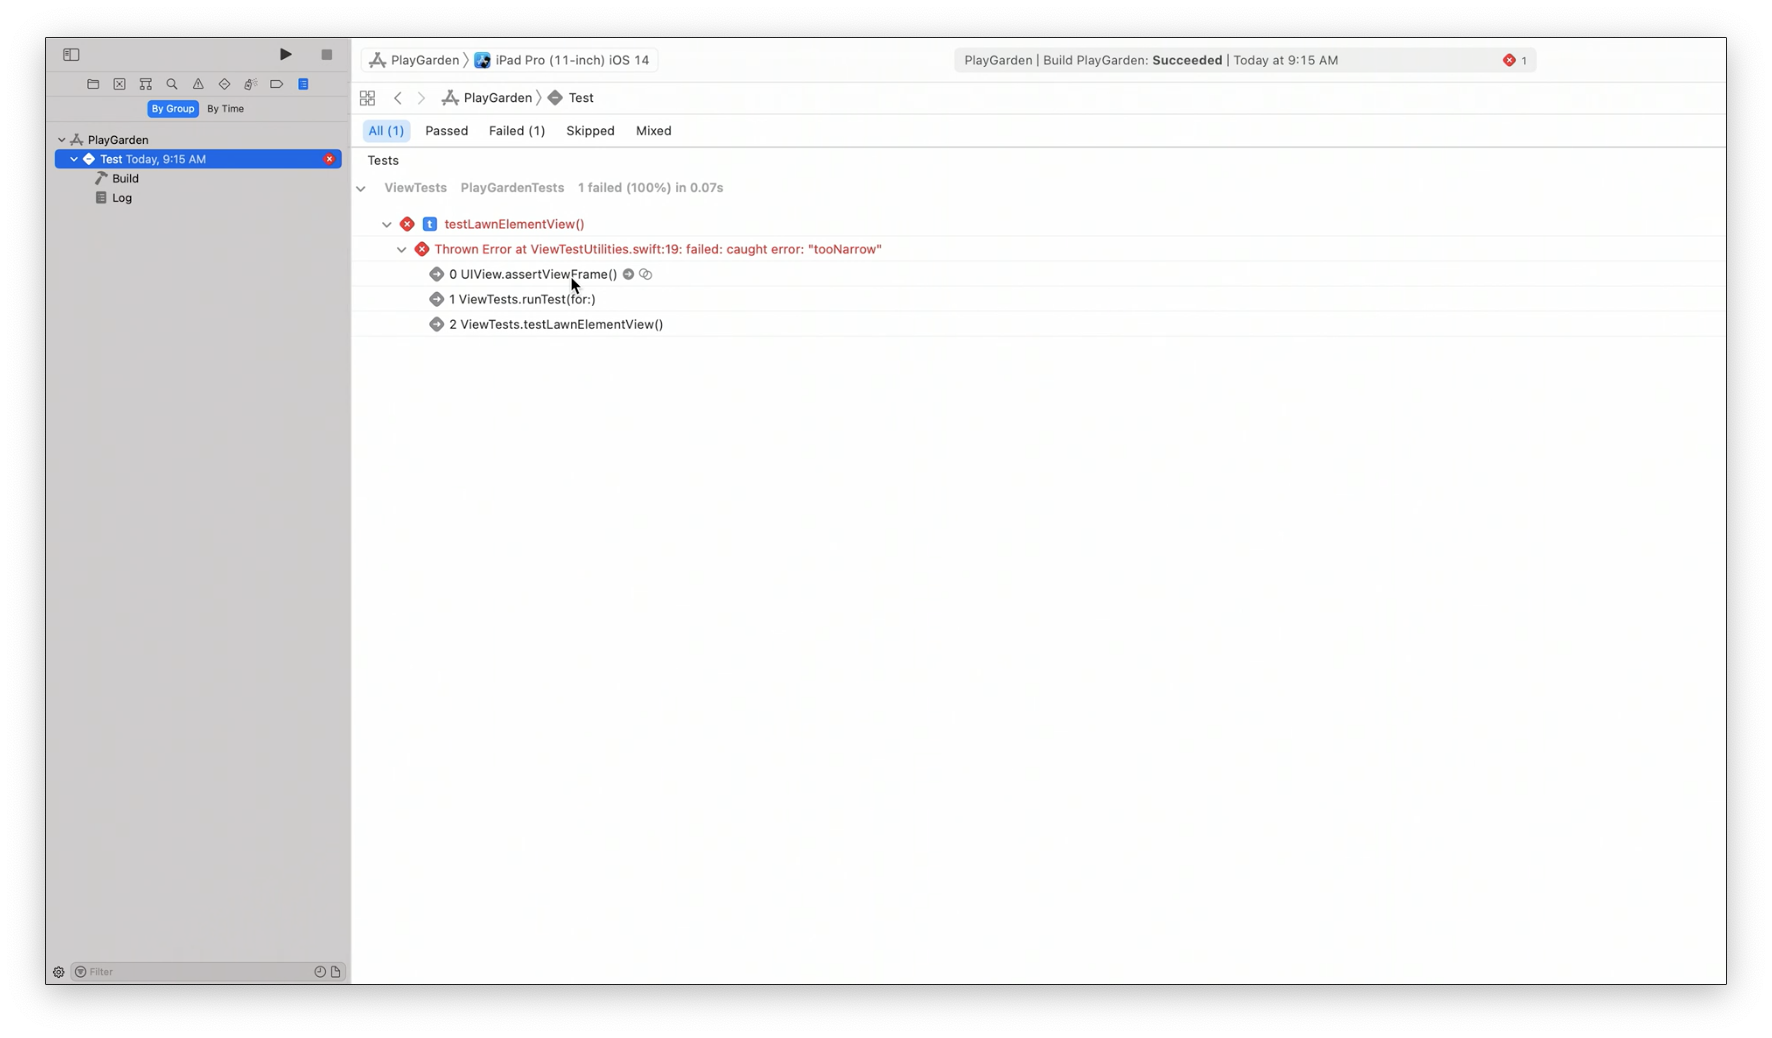 PlayGarden 〉 iPad Pro (11-inch) iOS 14
PlayGarden | Build PlayGarden: Succeeded | Today at 9:15 AM
1
By Group By Time
PlayGarden
Test Today, 9:15 AM
Build
Log
Filter
PlayGarden 〉 Test
All (1) Passed Failed (1) Skipped Mixed
Tests
ViewTests PlayGardenTests 1 failed (100%) in 0.07s
t testLawnElementView()
Thrown Error at ViewTestUtilities.swift:19: failed: caught error: "tooNarrow"
0 UIView.assertViewFrame()
1 ViewTests.runTest(for:)
2 ViewTests.testLawnElementView()